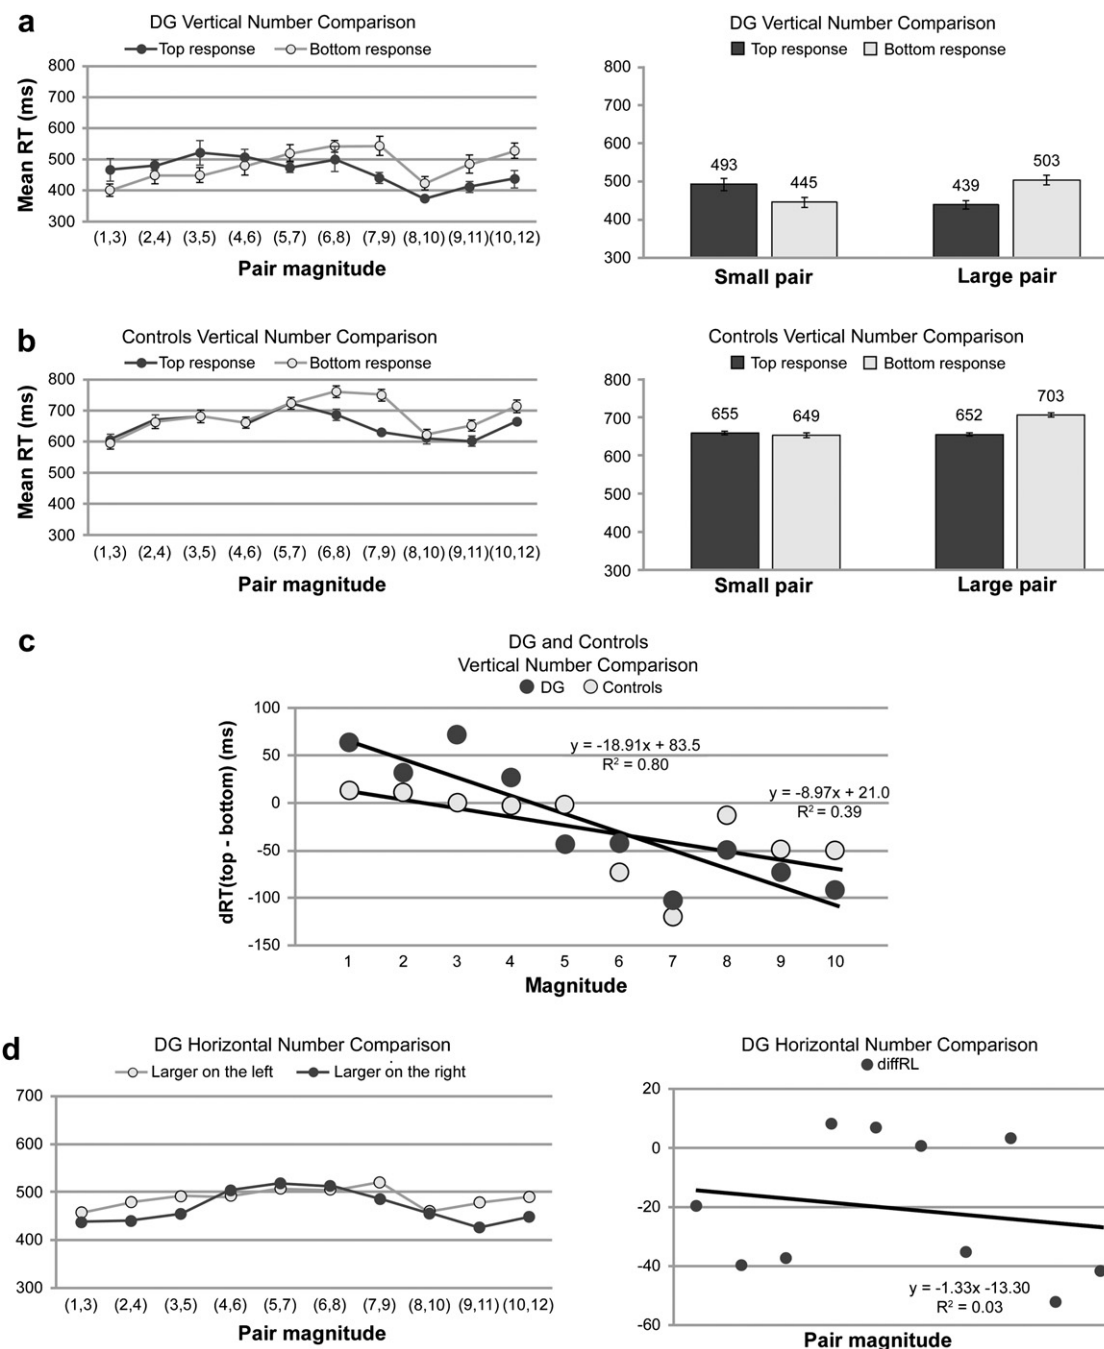 a
DG Vertical Number Comparison
Top response Bottom response
800
700
600
500
400
300
Mean RT (ms)
(1,3) (2,4) (3,5) (4,6) (5,7) (6,8) (7,9) (8,10) (9,11) (10,12)
Pair magnitude
DG Vertical Number Comparison
Top response Bottom response
800
700
600
500
400
300
493 445 439 503
Small pair Large pair
b
Controls Vertical Number Comparison
Top response Bottom response
800
700
600
500
400
300
Mean RT (ms)
(1,3) (2,4) (3,5) (4,6) (5,7) (6,8) (7,9) (8,10) (9,11) (10,12)
Pair magnitude
Controls Vertical Number Comparison
Top response Bottom response
800
700
600
500
400
300
655 649 652 703
Small pair Large pair
c
DG and Controls
Vertical Number Comparison
DG Controls
100
50
0
-50
-100
-150
dRT(top - bottom) (ms)
y = -18.91x + 83.5
R² = 0.80
y = -8.97x + 21.0
R² = 0.39
1 2 3 4 5 6 7 8 9 10
Magnitude
d
DG Horizontal Number Comparison
Larger on the left Larger on the right
700
600
500
400
300
(1,3) (2,4) (3,5) (4,6) (5,7) (6,8) (7,9) (8,10) (9,11) (10,12)
Pair magnitude
DG Horizontal Number Comparison
diffRL
20
0
-20
-40
-60
y = -1.33x -13.30
R² = 0.03
Pair magnitude